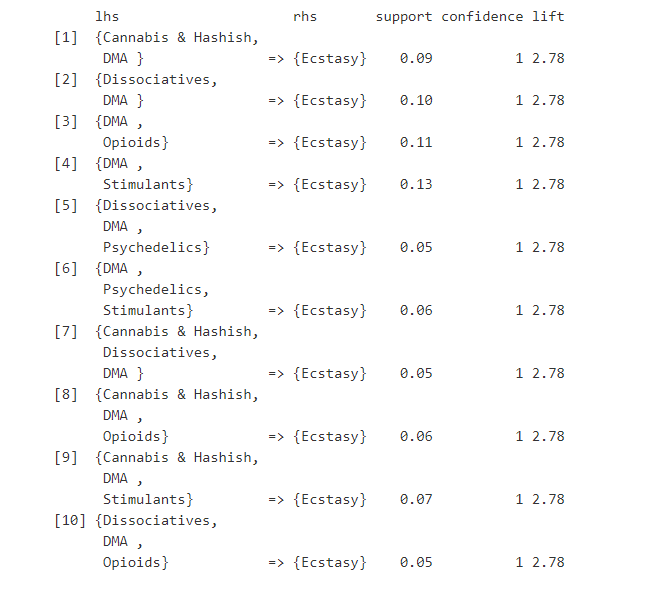 lhs rhs support confidence lift
[1] {Cannabis & Hashish,
DMA } => {Ecstasy} 0.09 1 2.78
[2] {Dissociatives,
DMA } => {Ecstasy} 0.10 1 2.78
[3] {DMA ,
Opioids} => {Ecstasy} 0.11 1 2.78
[4] {DMA ,
Stimulants} => {Ecstasy} 0.13 1 2.78
[5] {Dissociatives,
DMA ,
Psychedelics} => {Ecstasy} 0.05 1 2.78
[6] {DMA ,
Psychedelics,
Stimulants} => {Ecstasy} 0.06 1 2.78
[7] {Cannabis & Hashish,
Dissociatives,
DMA } => {Ecstasy} 0.05 1 2.78
[8] {Cannabis & Hashish,
DMA ,
Opioids} => {Ecstasy} 0.06 1 2.78
[9] {Cannabis & Hashish,
DMA ,
Stimulants} => {Ecstasy} 0.07 1 2.78
[10] {Dissociatives,
DMA ,
Opioids} => {Ecstasy} 0.05 1 2.78